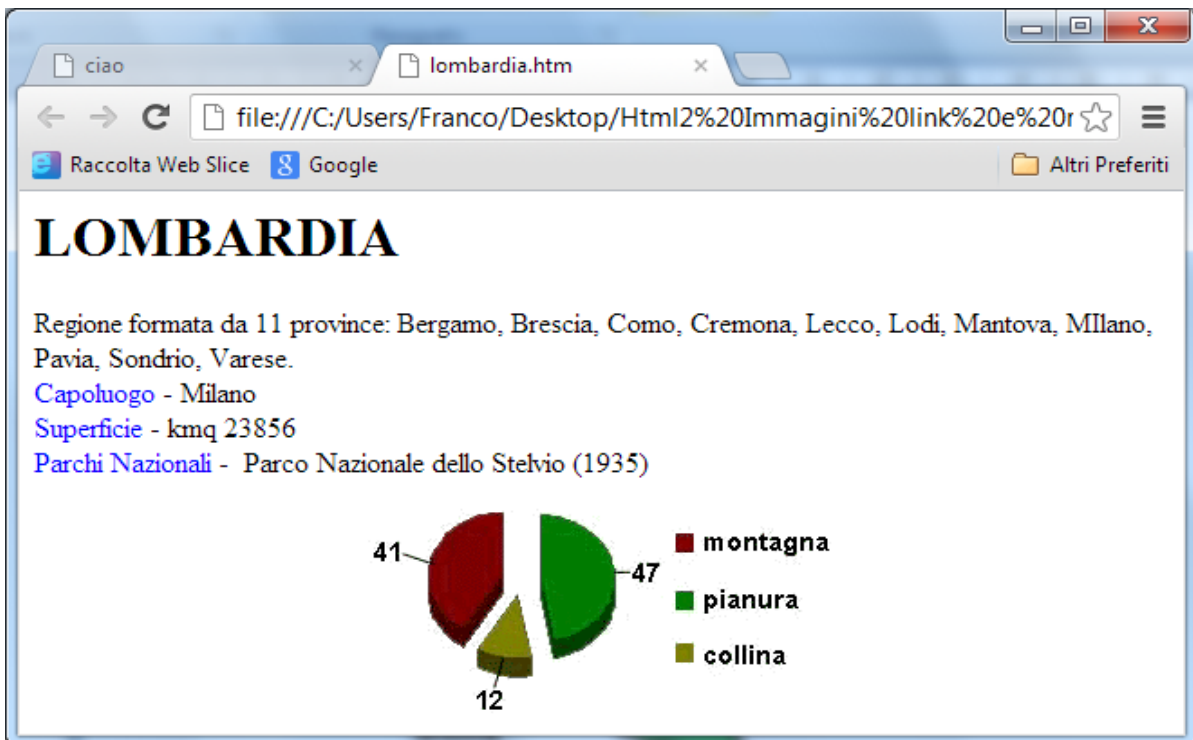 ciao
lombardia.htm
file:///C:/Users/Franco/Desktop/Html2%20Immagini%20link%20e%20r
Raccolta Web Slice
Google
Altri Preferiti
LOMBARDIA
Regione formata da 11 province: Bergamo, Brescia, Como, Cremona, Lecco, Lodi, Mantova, MIlano,
Pavia, Sondrio, Varese.
Capoluogo - Milano
Superficie - kmq 23856
Parchi Nazionali - Parco Nazionale dello Stelvio (1935)
41
47
12
montagna
pianura
collina